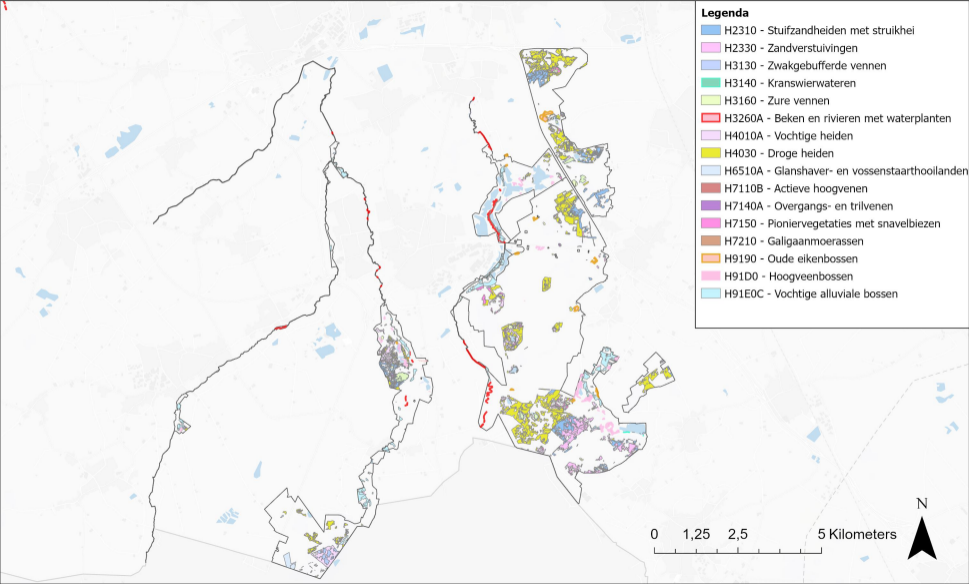 Legenda
H2310 - Stuifzandheiden met struikhei
H2330 - Zandverstuivingen
H3130 - Zwakgebufferde vennen
H3140 - Kranswierwateren
H3160 - Zure vennen
H3260A - Beken en rivieren met waterplanten
H4010A - Vochtige heiden
H4030 - Droge heiden
H6510A - Glanshaver- en vossenstaarthooilanden
H7110B - Actieve hoogvenen
H7140A - Overgangs- en trilvenen
H7150 - Pioniervegetaties met snavelbiezen
H7210 - Galigaanmoerassen
H9190 - Oude eikenbossen
H91D0 - Hoogveenbossen
H91E0C - Vochtige alluviale bossen
N
0 1,25 2,5 5 Kilometers